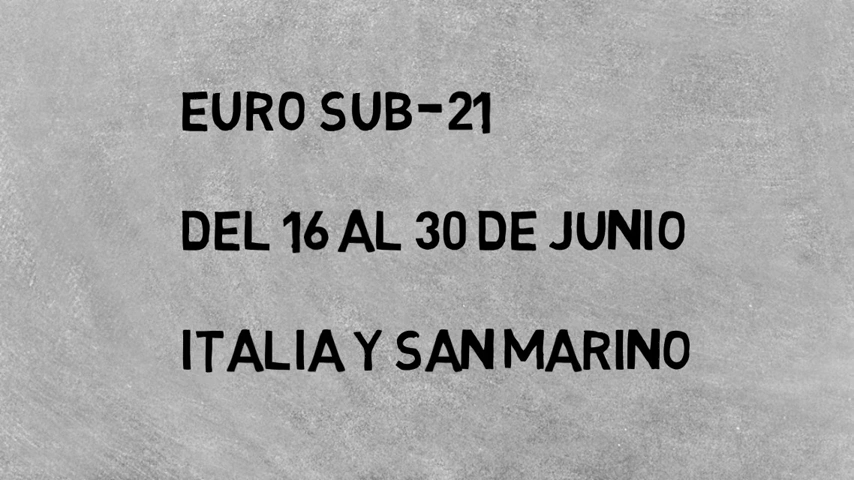 EURO SUB-21
DEL 16 AL 30 DE JUNIO
ITALIA Y SAN MARINO